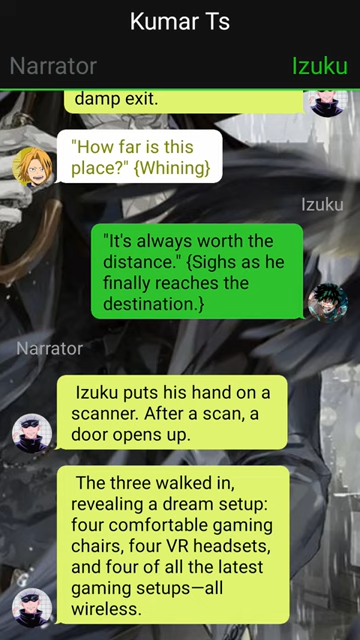 Kumar Ts
Narrator
Izuku
damp exit.
"How far is this
place?" {Whining}
Izuku
"It's always worth the
distance." {Sighs as he
finally reaches the
destination.}
Narrator
Izuku puts his hand on a
scanner. After a scan, a
door opens up.
The three walked in,
revealing a dream setup:
four comfortable gaming
chairs, four VR headsets,
and four of all the latest
gaming setups—all
wireless.